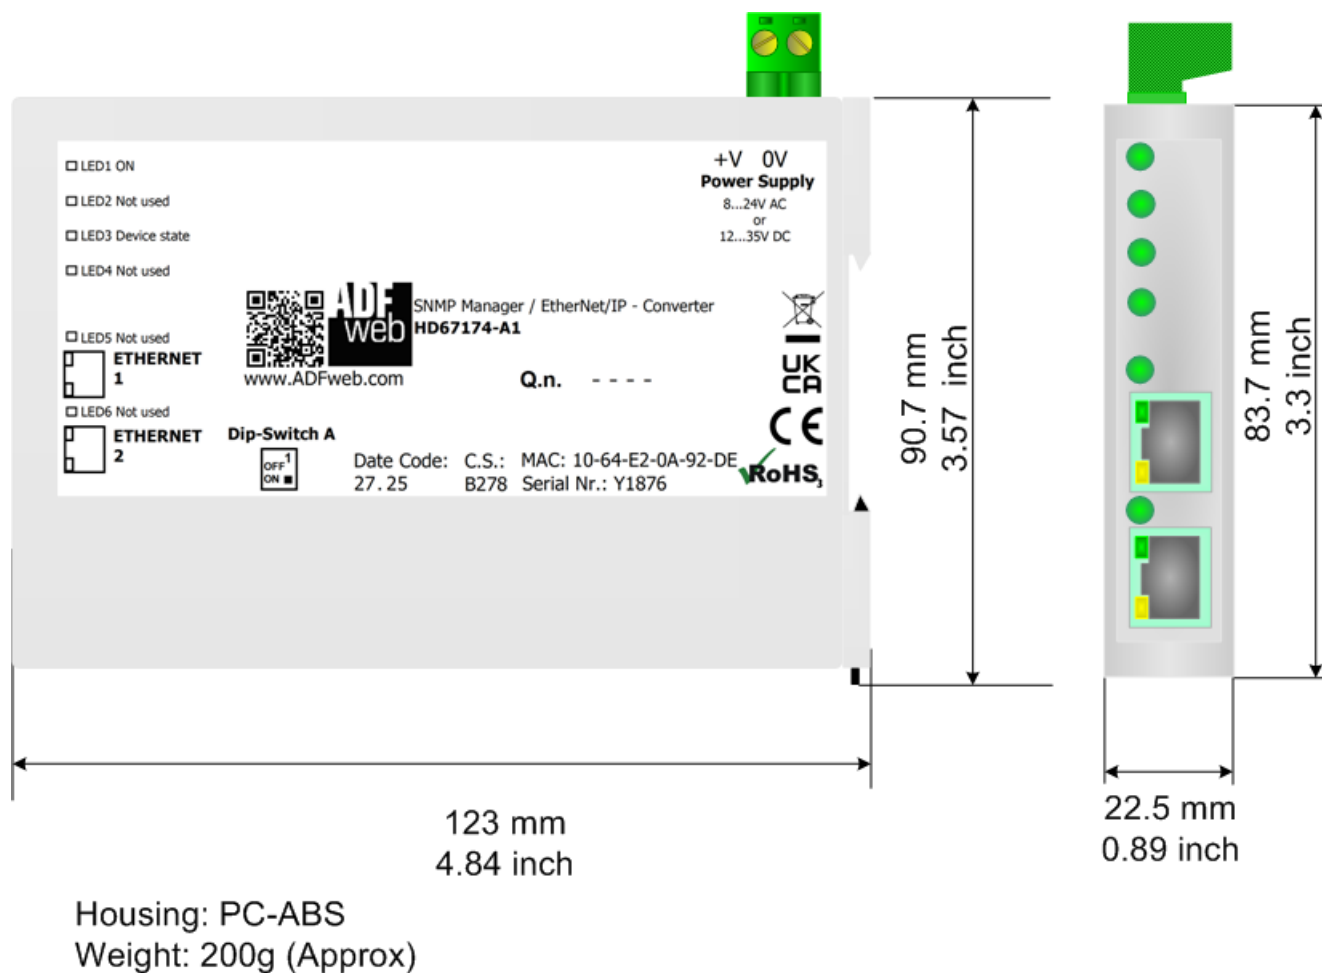 +V 0V
Power Supply
8...24V AC
or
12...35V DC
LED1 ON
LED2 Not used
LED3 Device state
LED4 Not used
LED5 Not used
ETHERNET
1
LED6 Not used
ETHERNET
2
ADF
web
www.ADFweb.com
SNMP Manager / EtherNet/IP - Converter
HD67174-A1
Q.n. - - - -
Dip-Switch A
OFF 1
ON
Date Code:
27.25
C.S.:
B278
MAC: 10-64-E2-0A-92-DE
Serial Nr.: Y1876
UK
CA
CE
RoHS3
90.7 mm
3.57 inch
83.7 mm
3.3 inch
123 mm
4.84 inch
22.5 mm
0.89 inch
Housing: PC-ABS
Weight: 200g (Approx)